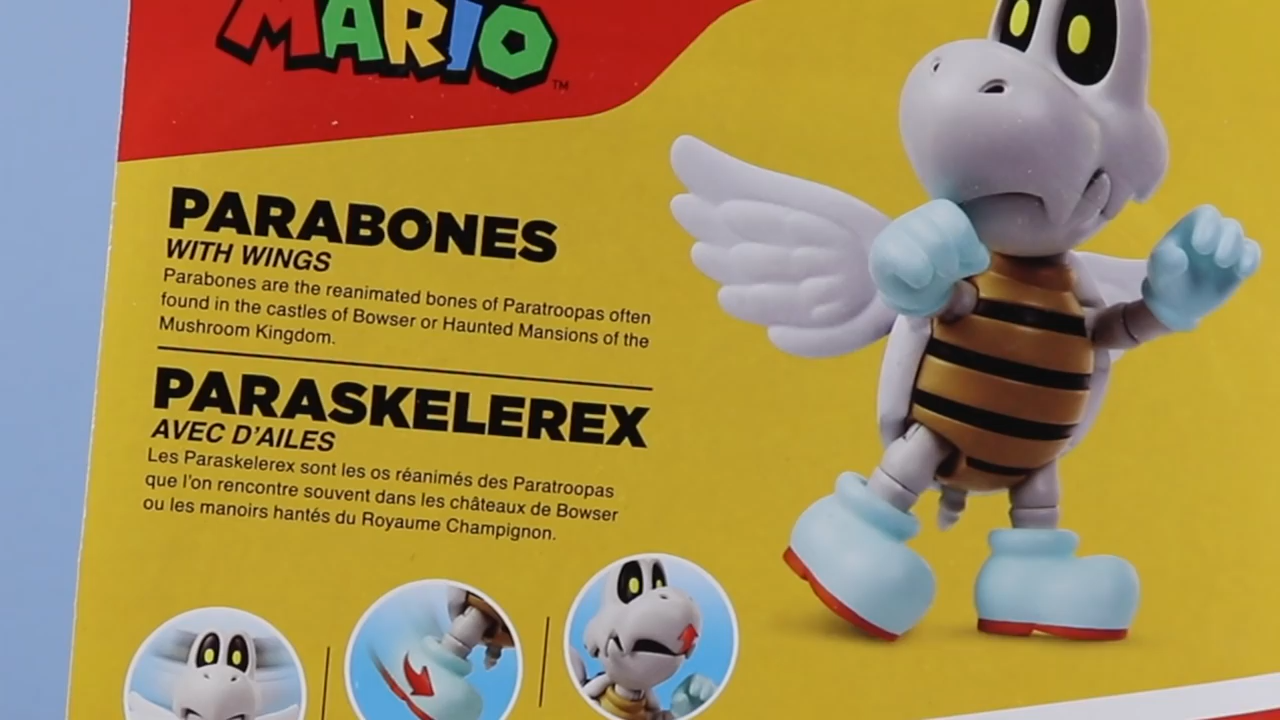 MARIO™
PARABONES
WITH WINGS
Parabones are the reanimated bones of Paratroopas often
found in the castles of Bowser or Haunted Mansions of the
Mushroom Kingdom.
PARASKELEREX
AVEC D'AILES
Les Paraskelerex sont les os réanimés des Paratroopas
que l'on rencontre souvent dans les châteaux de Bowser
ou les manoirs hantés du Royaume Champignon.